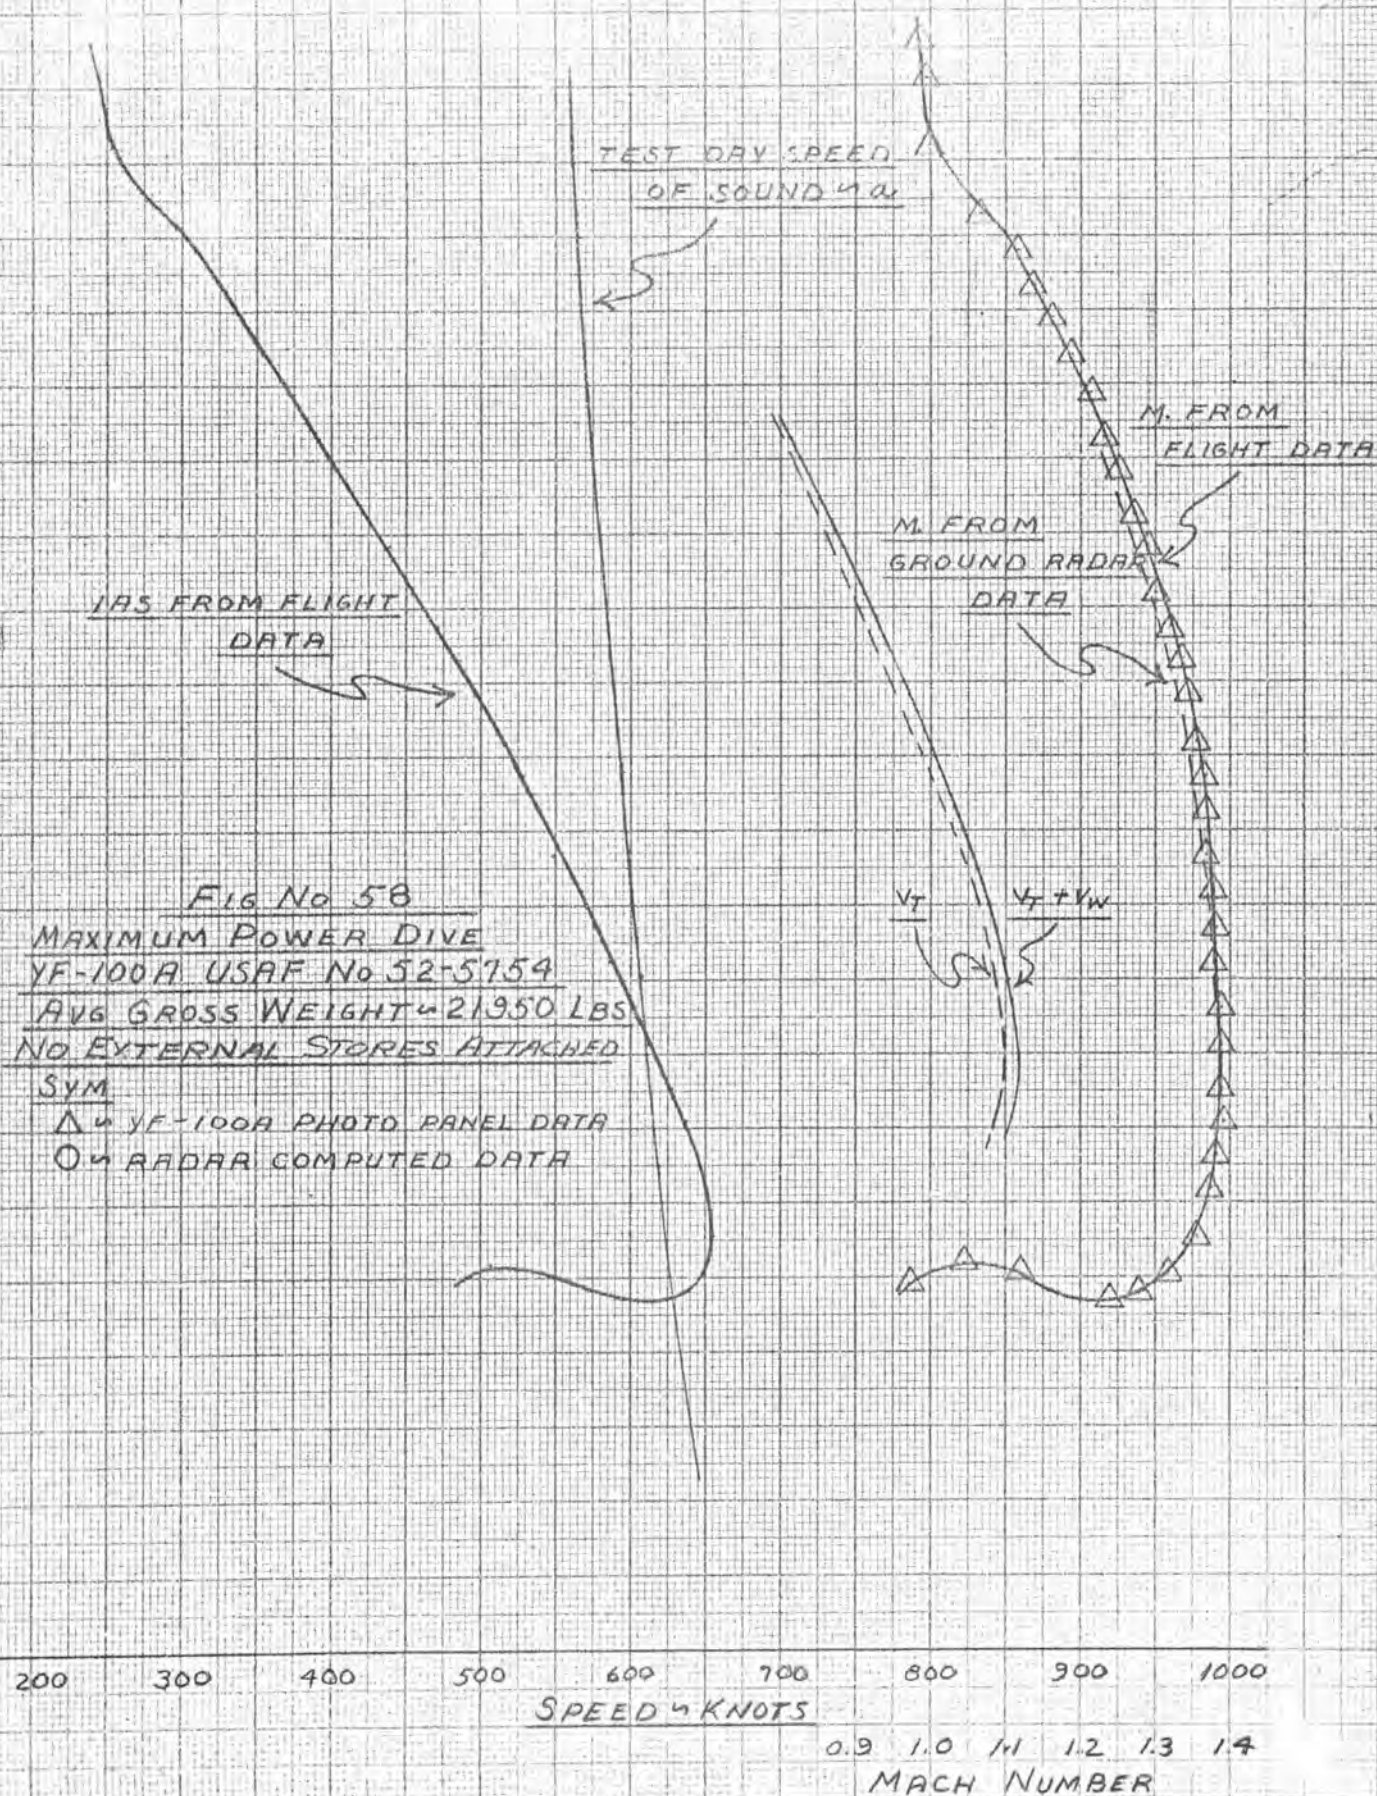 TEST DAY SPEED
OF SOUND ~ a
M. FROM
FLIGHT DATA
M. FROM
GROUND RADAR
DATA
IAS FROM FLIGHT
DATA
VT
VT + VW
FIG No 58
MAXIMUM POWER DIVE
YF-100A USAF No 52-5754
AVG GROSS WEIGHT ~ 21950 LBS
NO EXTERNAL STORES ATTACHED
SYM
△ ~ YF-100A PHOTO PANEL DATA
O ~ RADAR COMPUTED DATA
200 300 400 500 600 700 800 900 1000
SPEED ~ KNOTS
0.9 1.0 1.1 1.2 1.3 1.4
MACH NUMBER